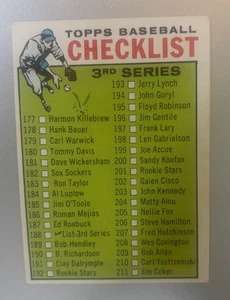 TOPPS BASEBALL
CHECKLIST
3RD SERIES
177 Harmon Killebrew
178 Hank Bauer
179 Carl Warwick
180 Tommy Davis
181 Dave Wickersham
182 Sox Sockers
183 Ron Taylor
184 Al Luplow
185 Jim O'Toole
186 Roman Mejias
187 Ed Roebuck
188 List-3rd Series
189 Bob Hendley
190 B. Richardson
191 Clay Dalrymple
192 Rookie Stars
193 Jerry Lynch
194 John Goryl
195 Floyd Robinson
196 Jim Gentile
197 Frank Lary
198 Len Gabrielson
199 Joe Azcue
200 Sandy Koufax
201 Rookie Stars
202 Galen Cisco
203 John Kennedy
204 Matty Alou
205 Nellie Fox
206 Steve Hamilton
207 Fred Hutchinson
208 Wes Covington
209 Bob Allen
210 Carl Yastrzemski
211 Jim Coker